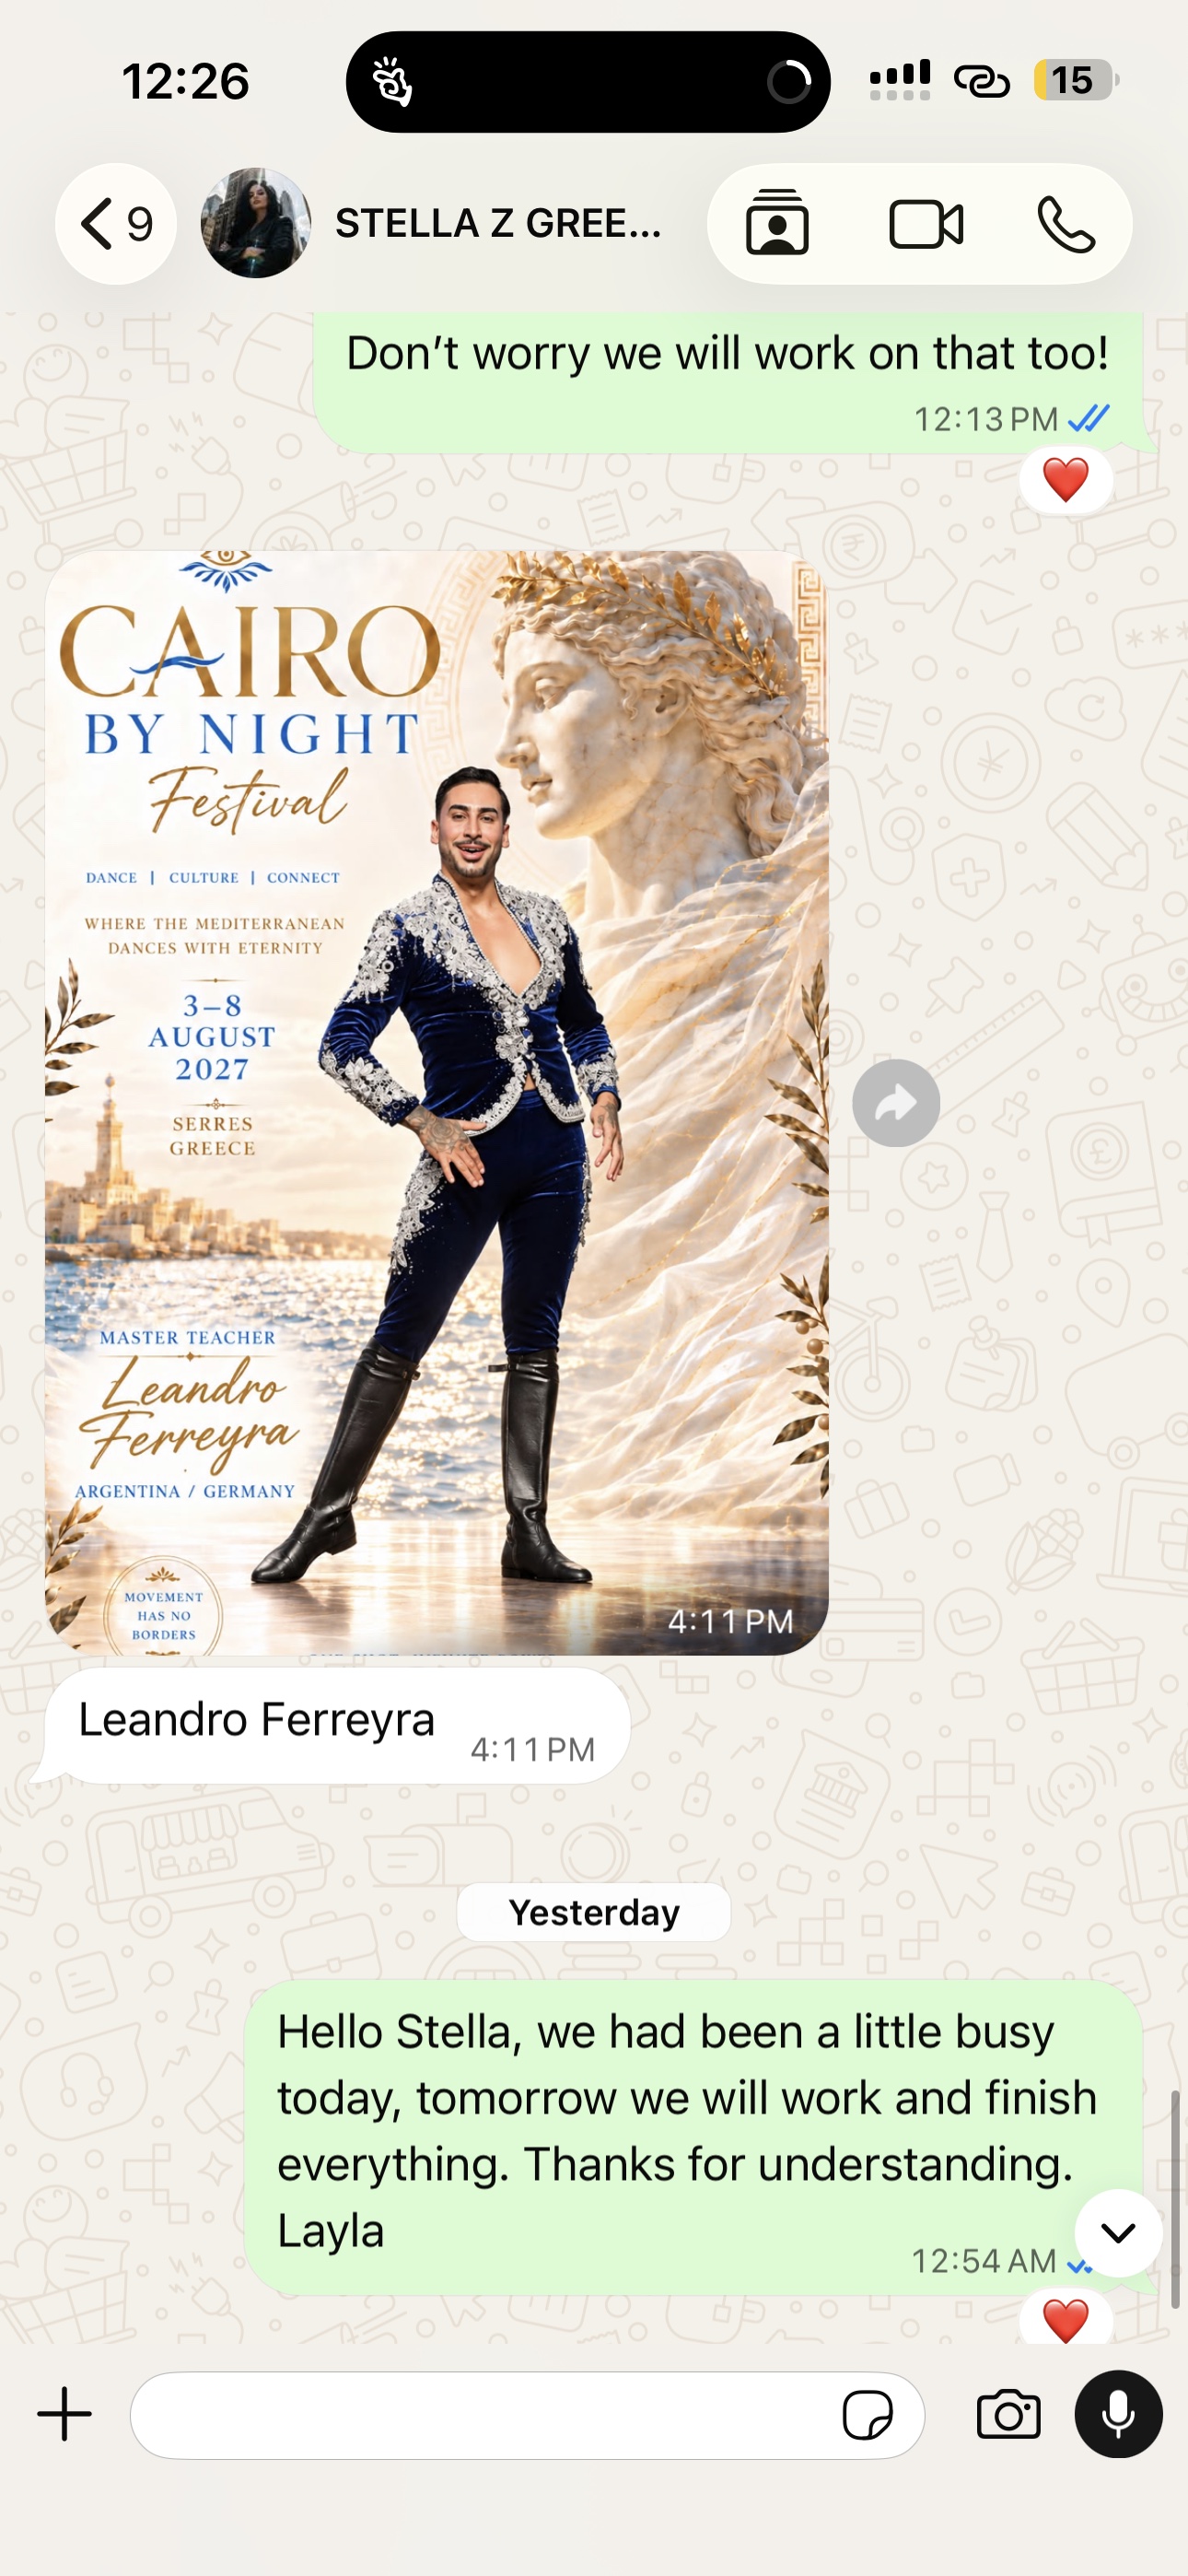 12:26
15
9
STELLA Z GREE...
Don’t worry we will work on that too!
12:13 PM
CAIRO
BY NIGHT
Festival
DANCE | CULTURE | CONNECT
WHERE THE MEDITERRANEAN
DANCES WITH ETERNITY
3–8
AUGUST
2027
SERRES
GREECE
MASTER TEACHER
Leandro
Ferreyra
ARGENTINA / GERMANY
MOVEMENT
HAS NO
BORDERS
4:11 PM
Leandro Ferreyra
4:11 PM
Yesterday
Hello Stella, we had been a little busy
today, tomorrow we will work and finish
everything. Thanks for understanding.
Layla
12:54 AM